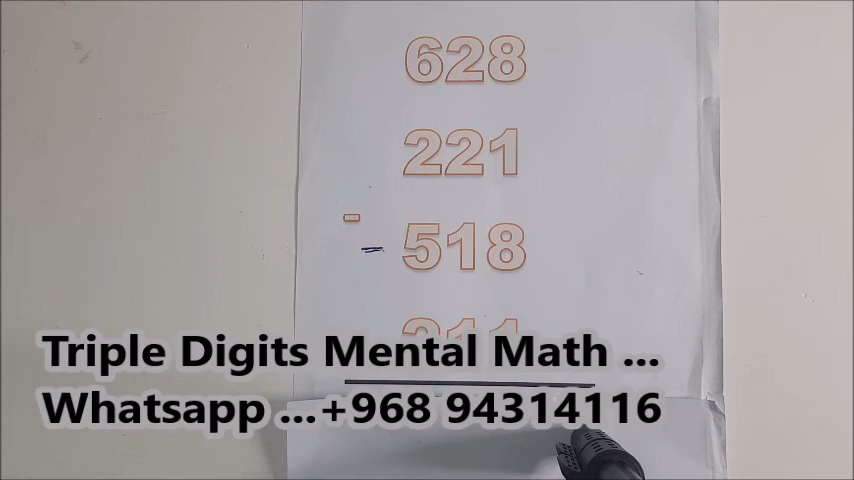 628
221
-
- 518
Triple Digits Mental Math ...
Whatsapp ...+968 94314116